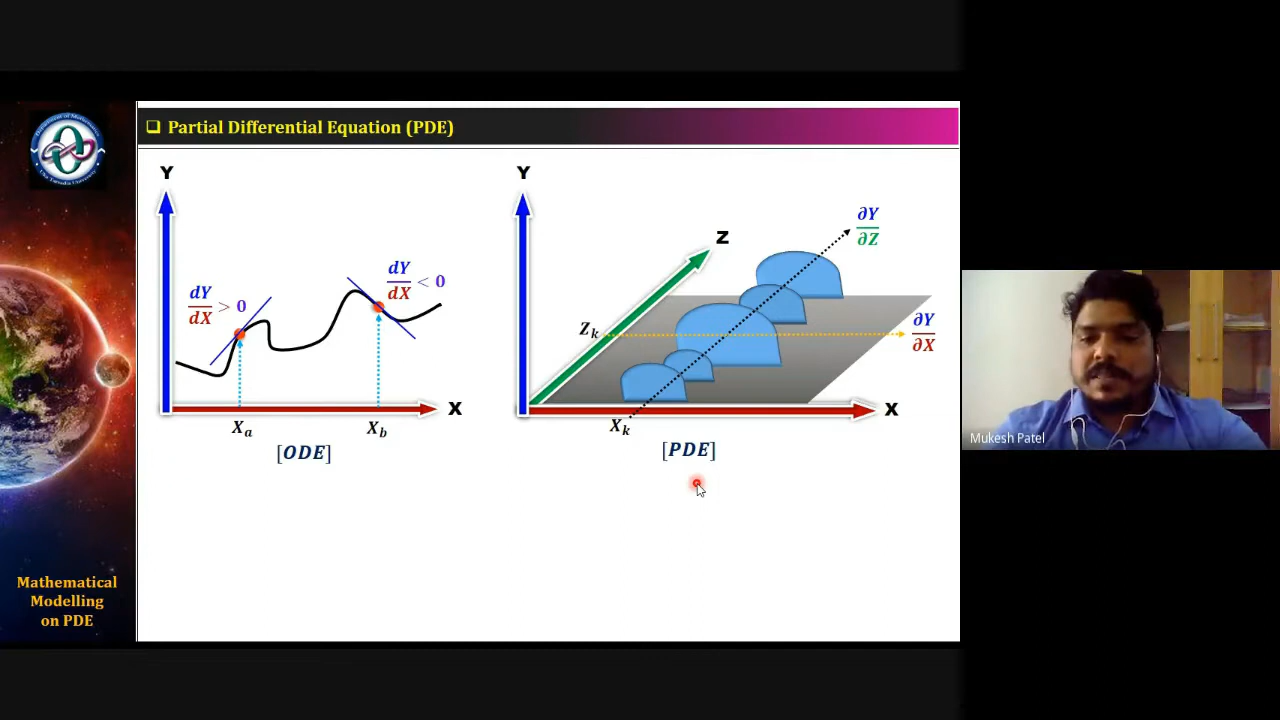 ❑ Partial Differential Equation (PDE)
Y
dY/dX > 0
dY/dX < 0
X
Xₐ
X_b
[ODE]
Y
Z
∂Y/∂Z
Z_k
∂Y/∂X
X
X_k
[PDE]
Mukesh Patel
Mathematical
Modelling
on PDE